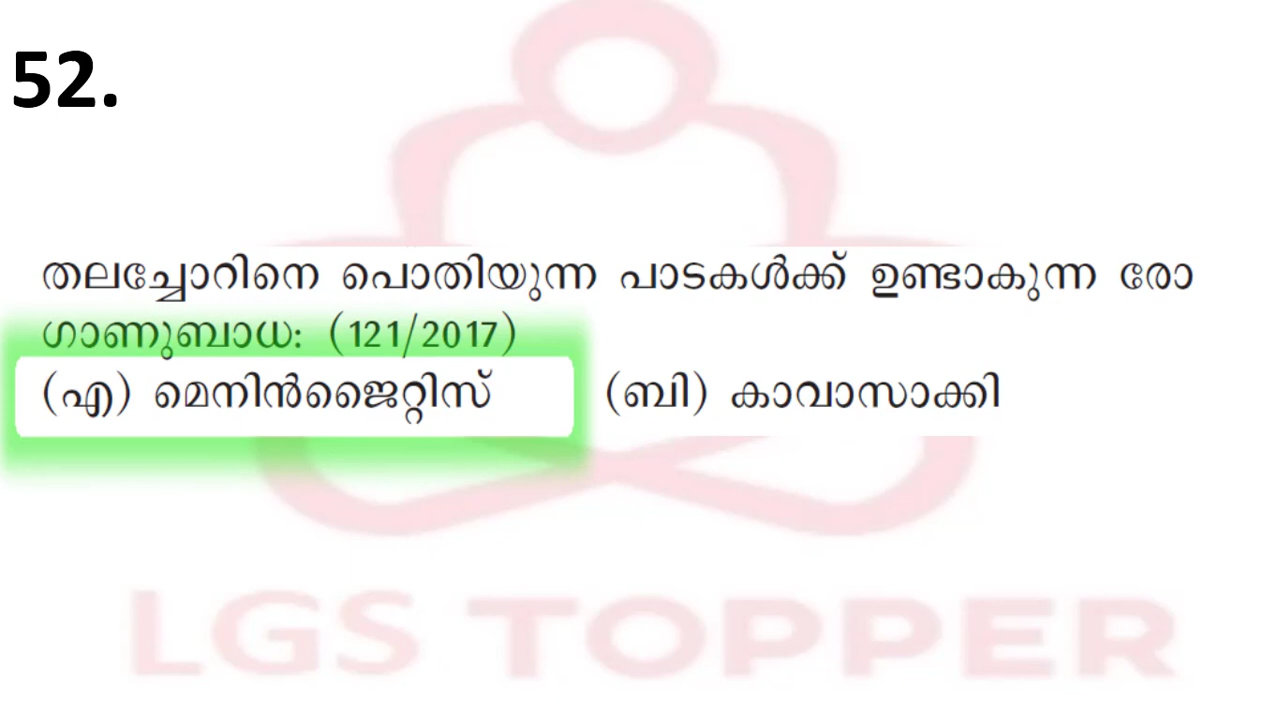 52.
തലച്ചോറിനെ പൊതിയുന്ന പാടകൾക്ക് ഉണ്ടാകുന്ന രോ
ഗാണുബാധ: (121/2017)
(എ) മെനിൻജൈറ്റിസ് (ബി) കാവാസാക്കി
LGS TOPPER